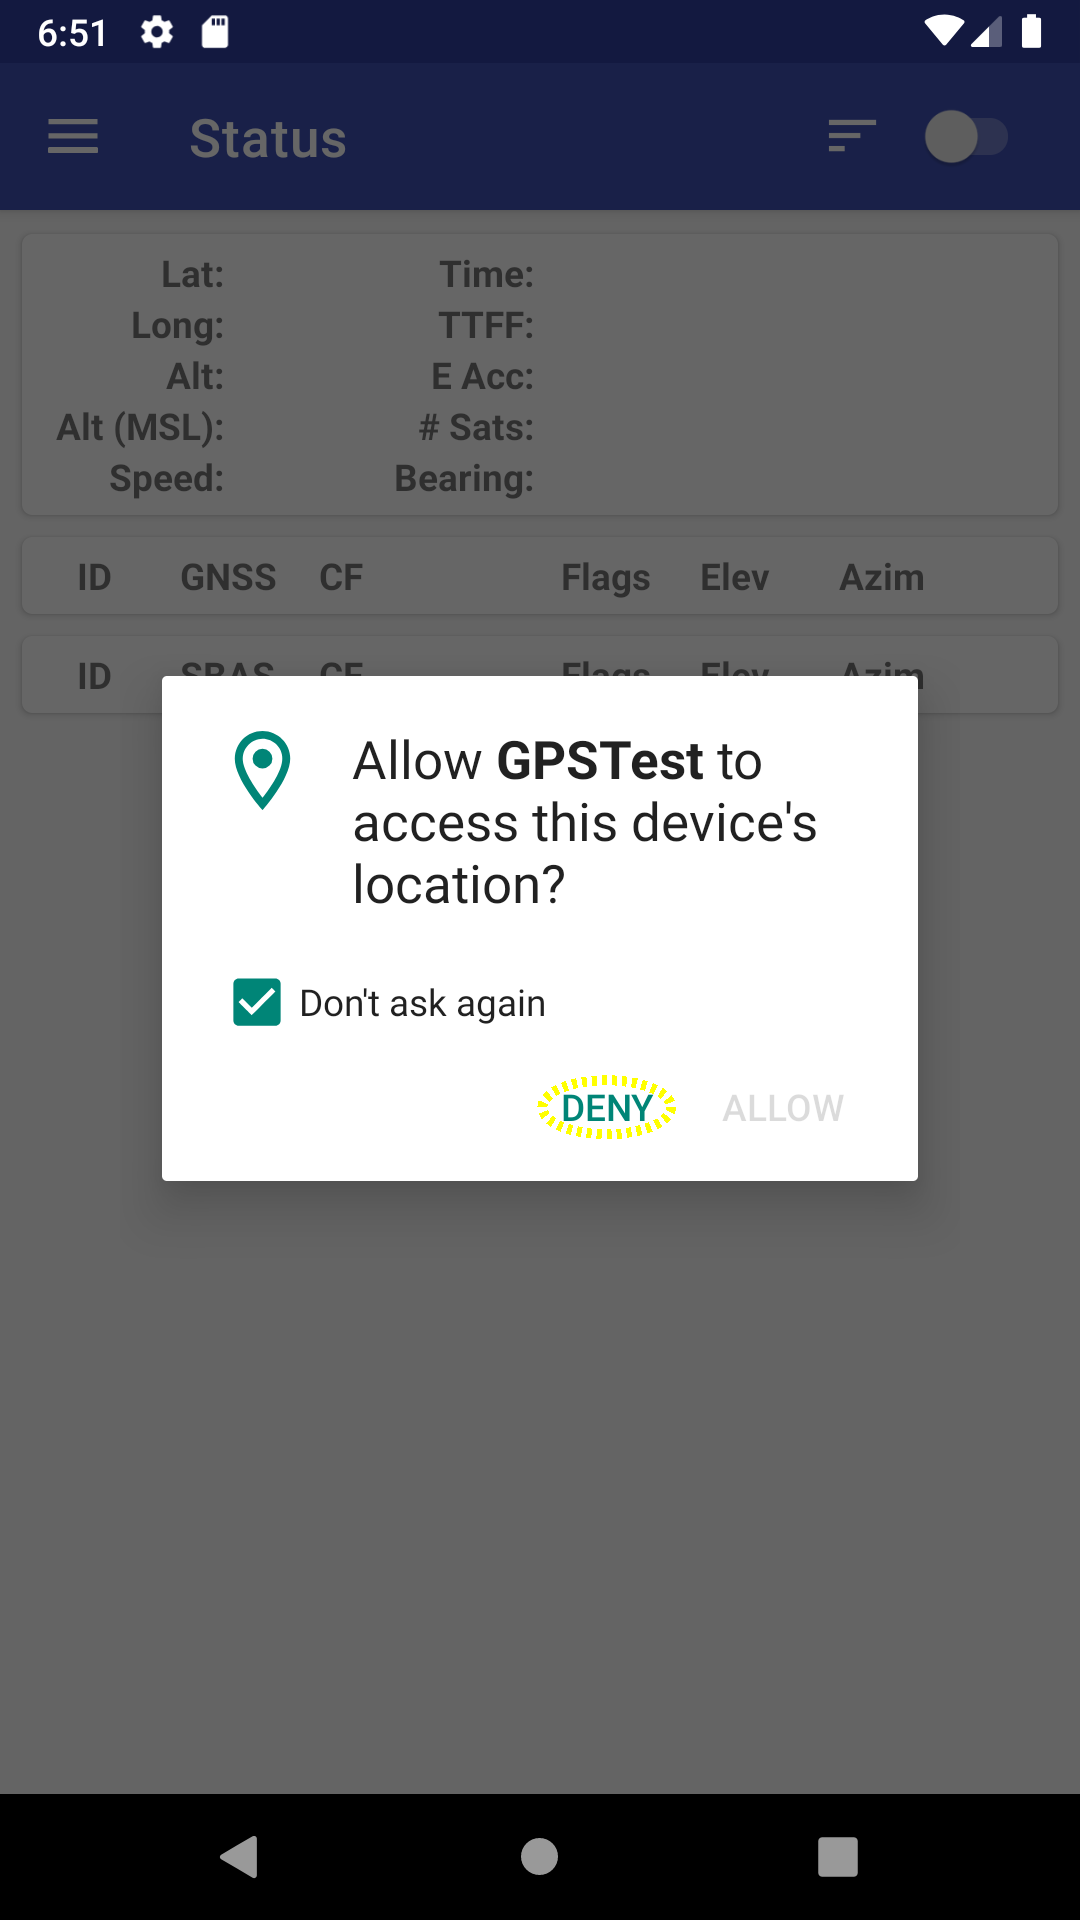 6:51
Status
Lat: Time:
Long: TTFF:
Alt: E Acc:
Alt (MSL): # Sats:
Speed: Bearing:
ID GNSS CF Flags Elev Azim
ID SBAS CF Flags Elev Azim
Allow GPSTest to
access this device's
location?
Don't ask again
DENY ALLOW